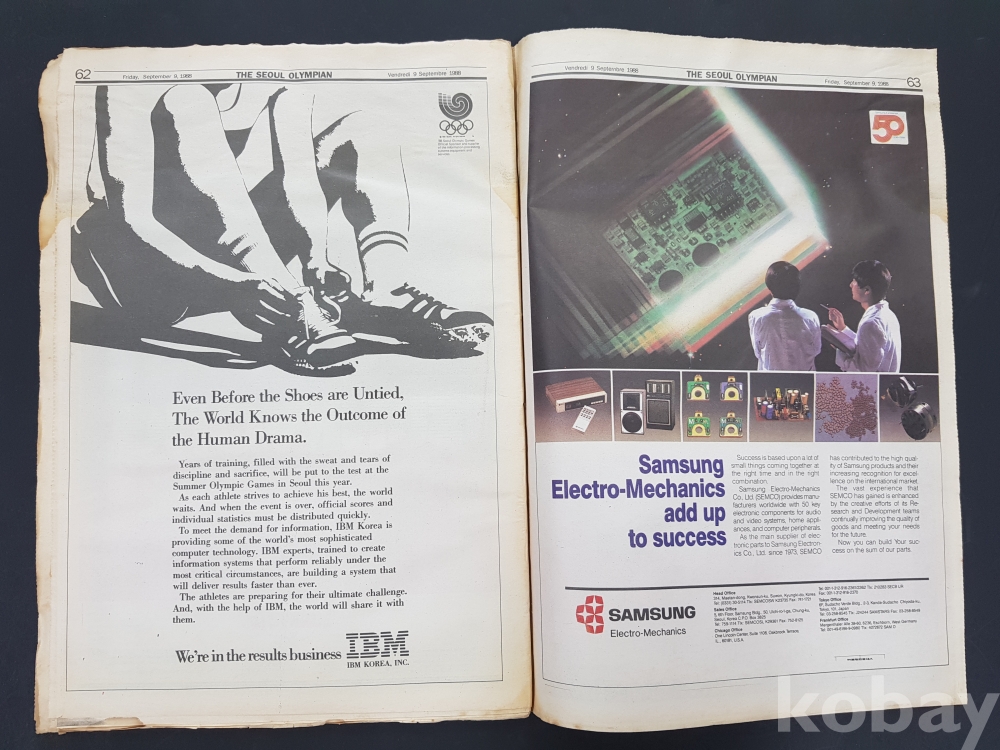 62
Friday, September 9, 1988
THE SEOUL OLYMPIAN
Vendredi 9 Septembre 1988
Even Before the Shoes are Untied,
The World Knows the Outcome of
the Human Drama.
Years of training, filled with the sweat and tears of
discipline and sacrifice, will be put to the test at the
Summer Olympic Games in Seoul this year.
As each athlete strives to achieve his best, the world
waits. And when the event is over, official scores and
individual statistics must be distributed quickly.
To meet the demand for information, IBM Korea is
providing some of the world's most sophisticated
computer technology. IBM experts, trained to create
information systems that perform reliably under the
most critical circumstances, are building a system that
will deliver results faster than ever.
The athletes are preparing for their ultimate challenge.
And, with the help of IBM, the world will share it with
them.
We're in the results business
IBM
IBM KOREA, INC.
Vendredi 9 Septembre 1988
THE SEOUL OLYMPIAN
Friday, September 9, 1988
63
50
Samsung
Electro-Mechanics
add up
to success
Success is based upon a lot of
small things coming together at
the right time and in the right
combination.
Samsung Electro-Mechanics
Co., Ltd. (SEMCO) provides manu-
facturers worldwide with 50 key
electronic components for audio
and video systems, home appli-
ances, and computer peripherals.
As the main supplier of elec-
tronic parts to Samsung Electron-
ics Co., Ltd. since 1973, SEMCO
has contributed to the high qual-
ity of Samsung products and their
increasing recognition for excel-
lence on the international market.
The vast experience that
SEMCO has gained is enhanced
by the creative efforts of its Re-
search and Development teams
continually improving the quality of
goods and meeting your needs
for the future.
Now you can build Your suc-
cess on the sum of our parts.
SAMSUNG
Electro-Mechanics
Head Office
Sales Office
Chicago Office
One Lincoln Center, Suite
Tokyo Office
Frankfurt Office
kobay